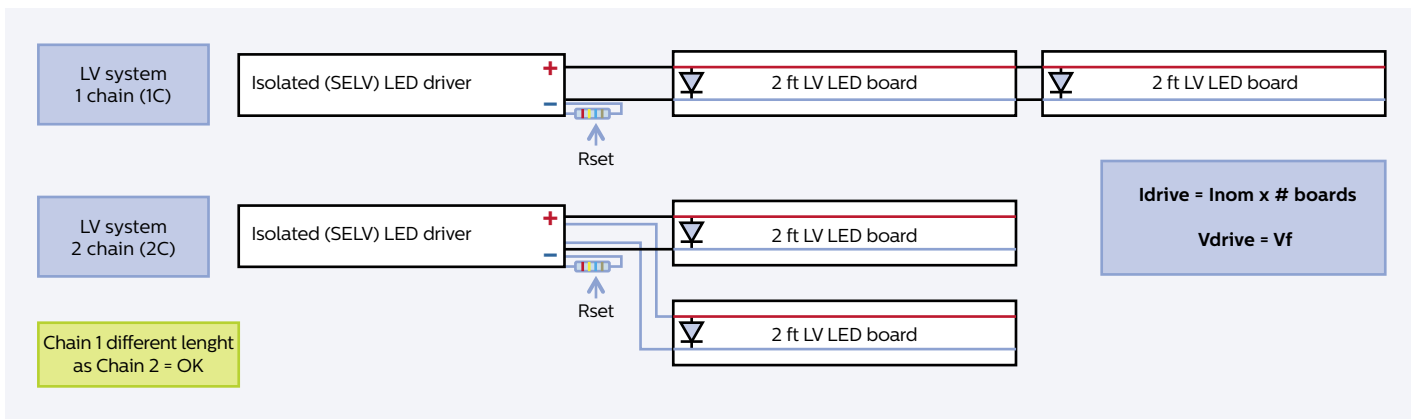 LV system
1 chain (1C)
Isolated (SELV) LED driver
+
−
Rset
2 ft LV LED board
2 ft LV LED board
Idrive = Inom x # boards
Vdrive = Vf
LV system
2 chain (2C)
Isolated (SELV) LED driver
+
−
Rset
2 ft LV LED board
2 ft LV LED board
Chain 1 different lenght
as Chain 2 = OK